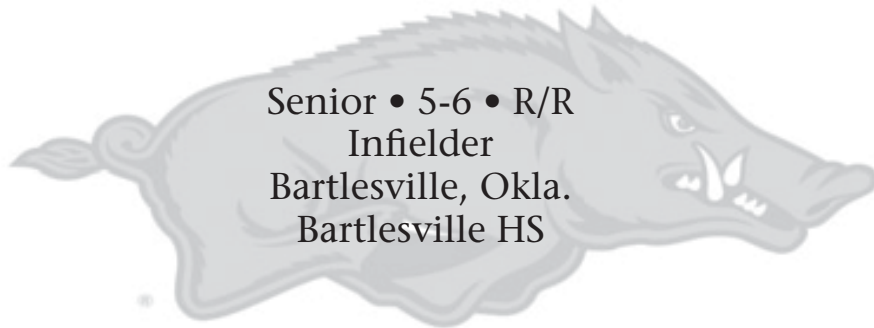 Senior • 5-6 • R/R
Infielder
Bartlesville, Okla.
Bartlesville HS
®